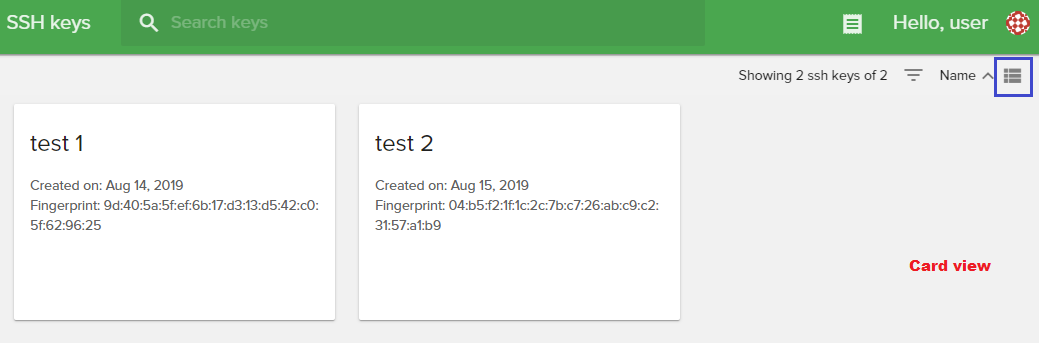 SSH keys
Search keys
Hello, user
Showing 2 ssh keys of 2
Name
test 1
Created on: Aug 14, 2019
Fingerprint: 9d:40:5a:5f:ef:6b:17:d3:13:d5:42:c0:
5f:62:96:25
test 2
Created on: Aug 15, 2019
Fingerprint: 04:b5:f2:1f:1c:2c:7b:c7:26:ab:c9:c2:
31:57:a1:b9
Card view